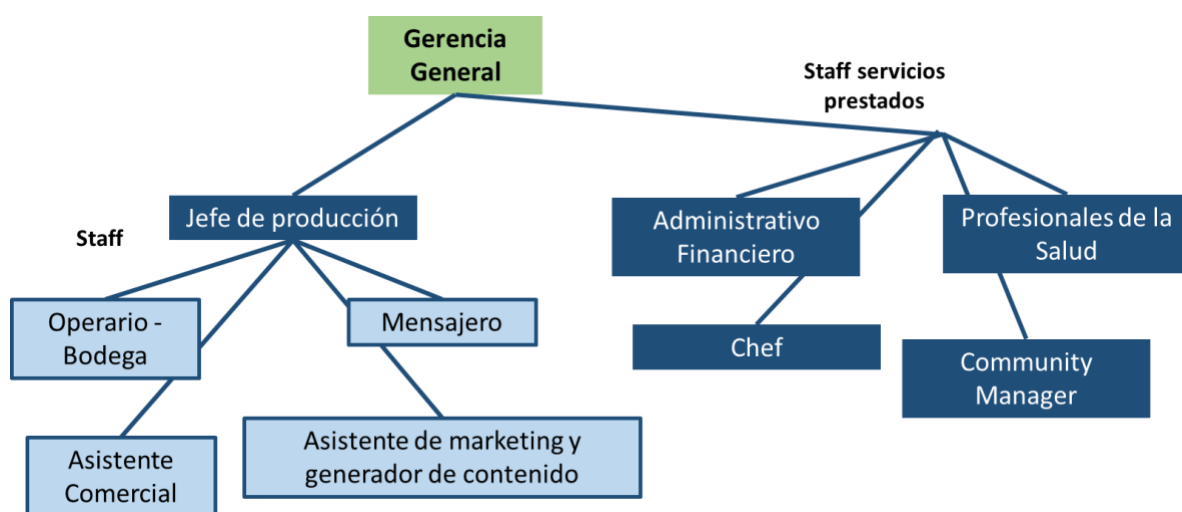 Gerencia
General
Staff servicios
prestados
Jefe de producción
Staff
Administrativo
Financiero
Profesionales de la
Salud
Operario -
Bodega
Mensajero
Chef
Community
Manager
Asistente
Comercial
Asistente de marketing y
generador de contenido